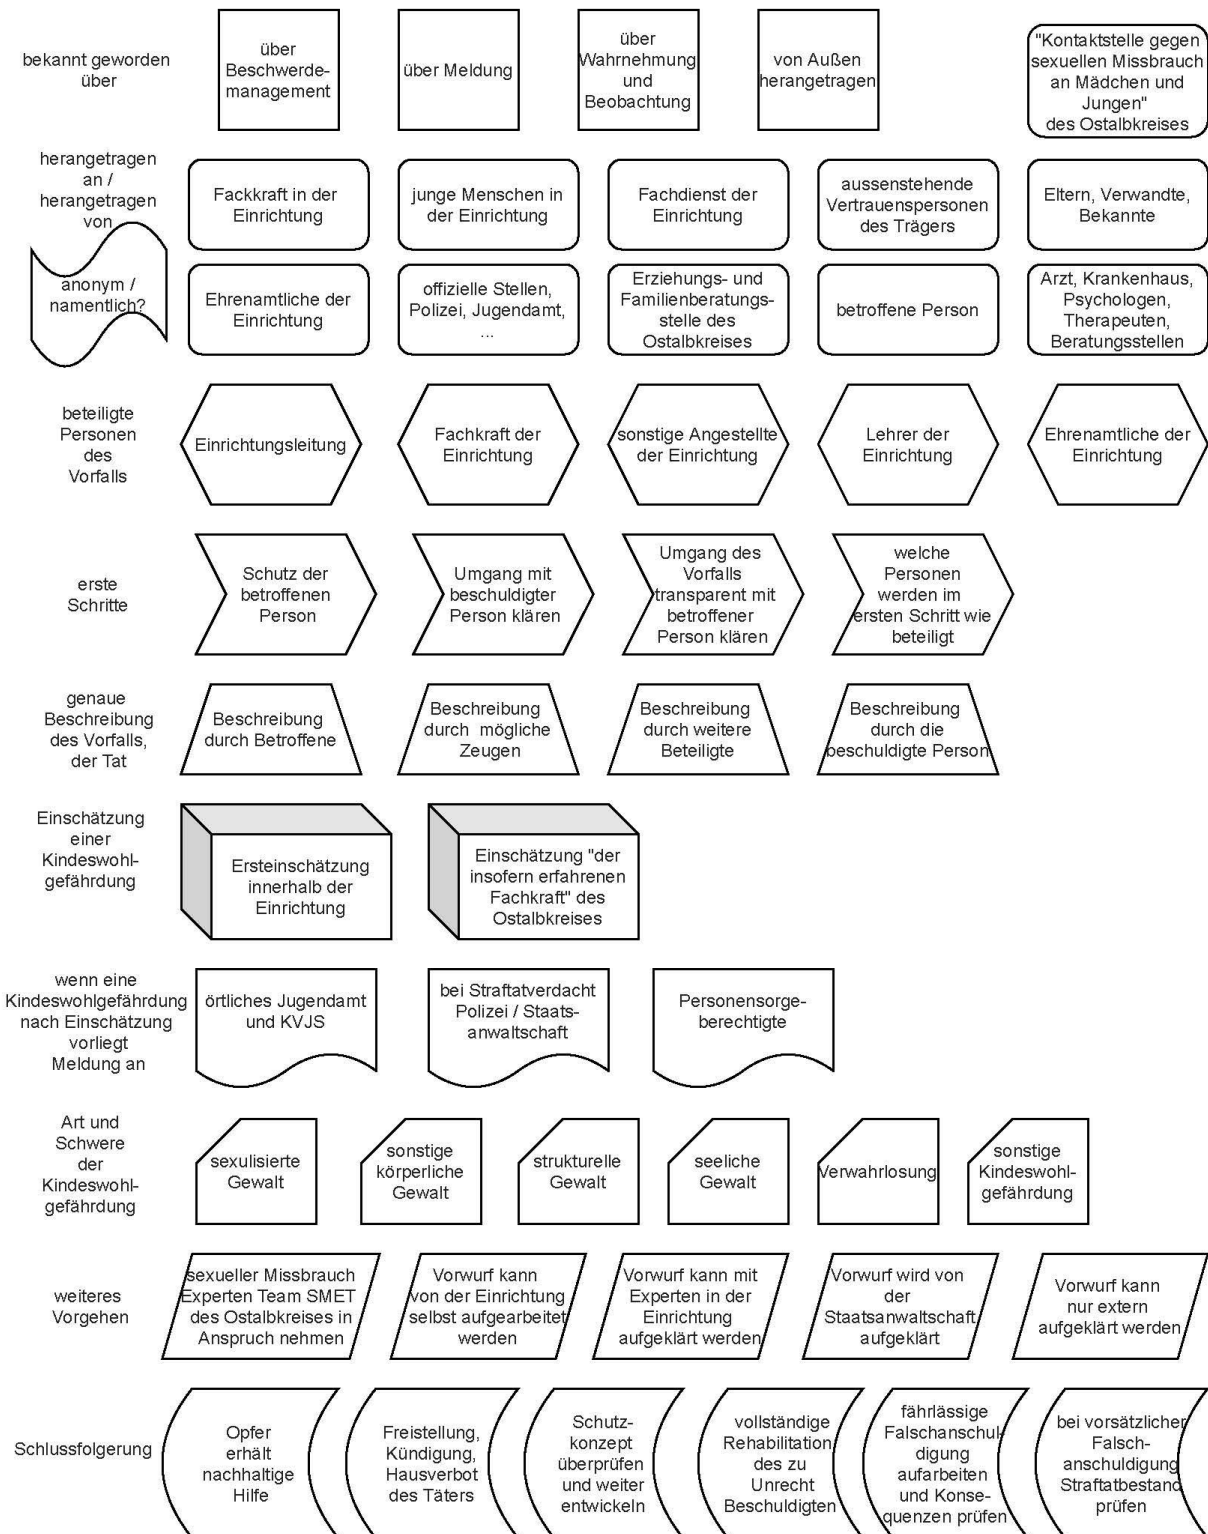 bekannt geworden
über
über
Beschwerde-
management
über Meldung
über
Wahrnehmung
und
Beobachtung
von Außen
herangetragen
"Kontaktstelle gegen
sexuellen Missbrauch
an Mädchen und
Jungen"
des Ostalbkreises
herangetragen
an /
herangetragen
von
Fackkraft in der
Einrichtung
junge Menschen in
der Einrichtung
Fachdienst der
Einrichtung
aussenstehende
Vertrauenspersonen
des Trägers
Eltern, Verwandte,
Bekannte
anonym /
namentlich?
Ehrenamtliche der
Einrichtung
offizielle Stellen,
Polizei, Jugendamt,
...
Erziehungs- und
Familienberatungs-
stelle des
Ostalbkreises
betroffene Person
Arzt, Krankenhaus,
Psychologen,
Therapeuten,
Beratungsstellen
beteiligte
Personen
des
Vorfalls
Einrichtungsleitung
Fachkraft der
Einrichtung
sonstige Angestellte
der Einrichtung
Lehrer der
Einrichtung
Ehrenamtliche der
Einrichtung
erste
Schritte
Schutz der
betroffenen
Person
Umgang mit
beschuldigter
Person klären
Umgang des
Vorfalls
transparent mit
betroffener
Person klären
welche
Personen
werden im
ersten Schritt wie
beteiligt
genaue
Beschreibung
des Vorfalls,
der Tat
Beschreibung
durch Betroffene
Beschreibung
durch mögliche
Zeugen
Beschreibung
durch weitere
Beteiligte
Beschreibung
durch die
beschuldigte Person
Einschätzung
einer
Kindeswohl-
gefährdung
Ersteinschätzung
innerhalb der
Einrichtung
Einschätzung "der
insofern erfahrenen
Fachkraft" des
Ostalbkreises
wenn eine
Kindeswohlgefährdung
nach Einschätzung
vorliegt
Meldung an
örtliches Jugendamt
und KVJS
bei Straftatverdacht
Polizei / Staats-
anwaltschaft
Personensorge-
berechtigte
Art und
Schwere
der
Kindeswohl-
gefährdung
sexulisierte
Gewalt
sonstige
körperliche
Gewalt
strukturelle
Gewalt
seeliche
Gewalt
Verwahrlosung
sonstige
Kindeswohl-
gefährdung
weiteres
Vorgehen
sexueller Missbrauch
Experten Team SMET
des Ostalbkreises in
Anspruch nehmen
Vorwurf kann
von der Einrichtung
selbst aufgearbeitet
werden
Vorwurf kann mit
Experten in der
Einrichtung
aufgeklärt werden
Vorwurf wird von
der
Staatsanwaltschaft
aufgeklärt
Vorwurf kann
nur extern
aufgeklärt werden
Schlussfolgerung
Opfer
erhält
nachhaltige
Hilfe
Freistellung,
Kündigung,
Hausverbot
des Täters
Schutz-
konzept
überprüfen
und weiter
entwickeln
vollständige
Rehabilitation
des zu
Unrecht
Beschuldigten
fährlässige
Falschanschul-
digung
aufarbeiten
und Konse-
quenzen prüfen
bei vorsätzlicher
Falsch-
anschuldigung
Straftatbestand
prüfen